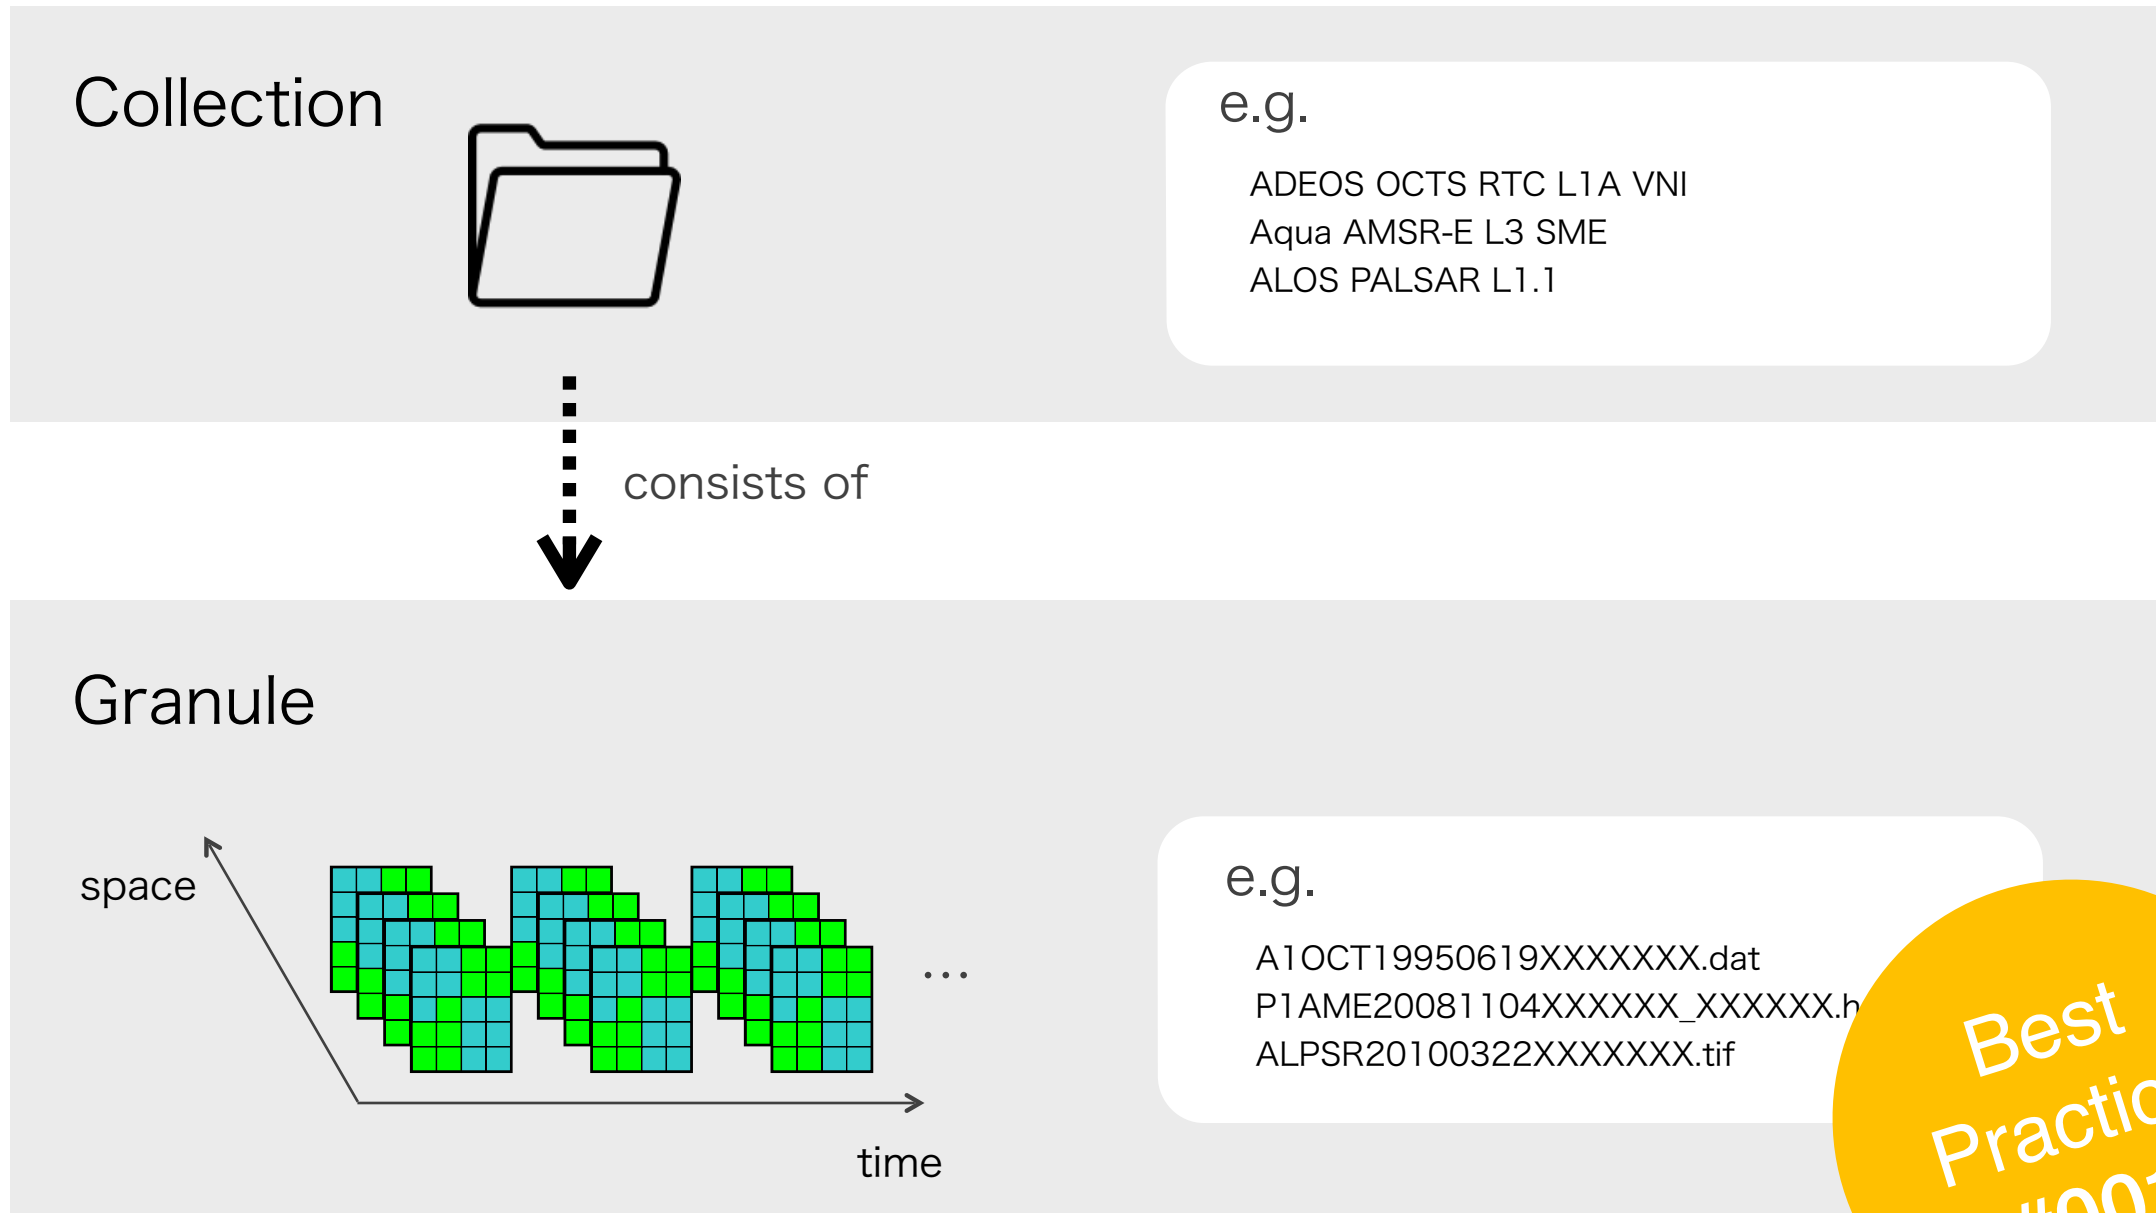 Collection
e.g.
ADEOS OCTS RTC L1A VNI
Aqua AMSR-E L3 SME
ALOS PALSAR L1.1
consists of
Granule
space
time
...
e.g.
A1OCT19950619XXXXXXX.dat
P1AME20081104XXXXXX_XXXXXX.h
ALPSR20100322XXXXXXX.tif
Best